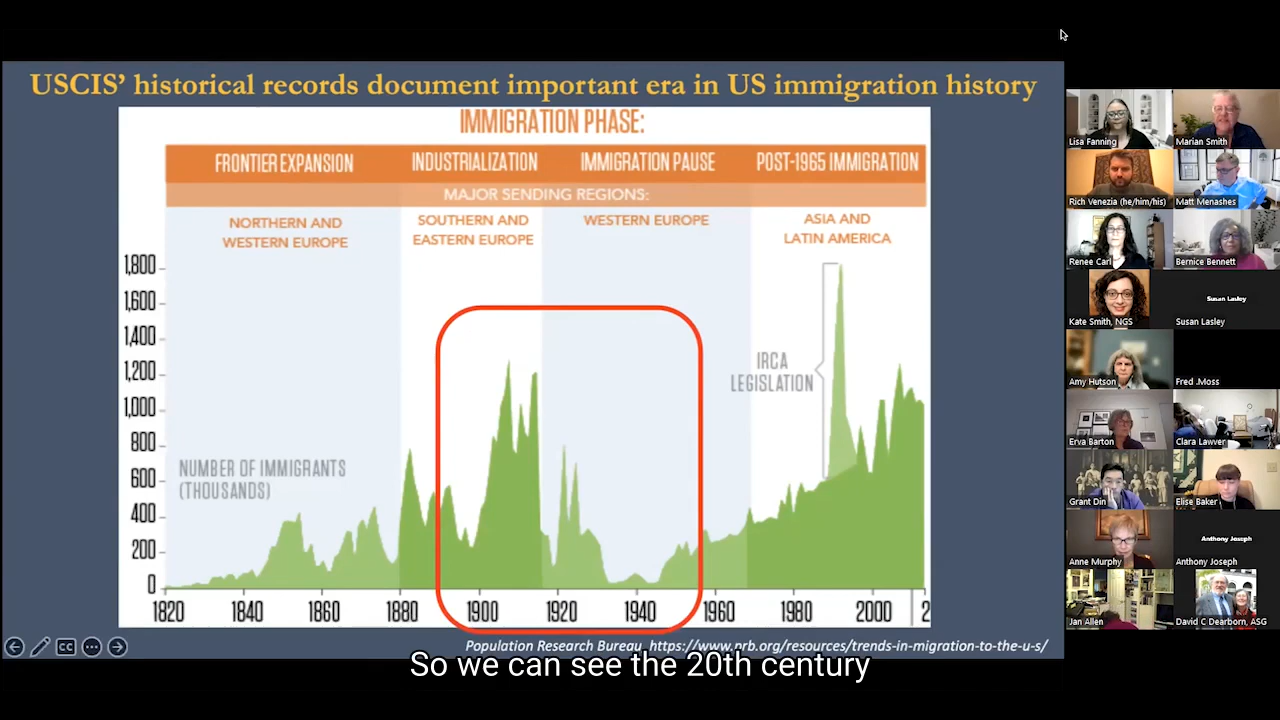 USCIS’ historical records document important era in US immigration history
IMMIGRATION PHASE:
FRONTIER EXPANSION
INDUSTRIALIZATION
IMMIGRATION PAUSE
POST-1965 IMMIGRATION
MAJOR SENDING REGIONS:
NORTHERN AND
WESTERN EUROPE
SOUTHERN AND
EASTERN EUROPE
WESTERN EUROPE
ASIA AND
LATIN AMERICA
1,800
1,600
1,400
1,200
1,000
800
600
400
200
0
NUMBER OF IMMIGRANTS
(THOUSANDS)
IRCA
LEGISLATION
1820
1840
1860
1880
1900
1920
1940
1960
1980
2000
2
Population Research Bureau https://www.prb.org/resources/trends-in-migration-to-the-u-s/
CC
So we can see the 20th century
Lisa Fanning
Marian Smith
Rich Venezia (he/him/his)
Matt Menashes
Renee Carl
Bernice Bennett
Kate Smith, NGS
Susan Lasley
Susan Lasley
Amy Hutson
Fred .Moss
Erva Barton
Clara Lawver
Grant Din
Elise Baker
Anne Murphy
Anthony Joseph
Anthony Joseph
Jan Allen
David C Dearborn, ASG